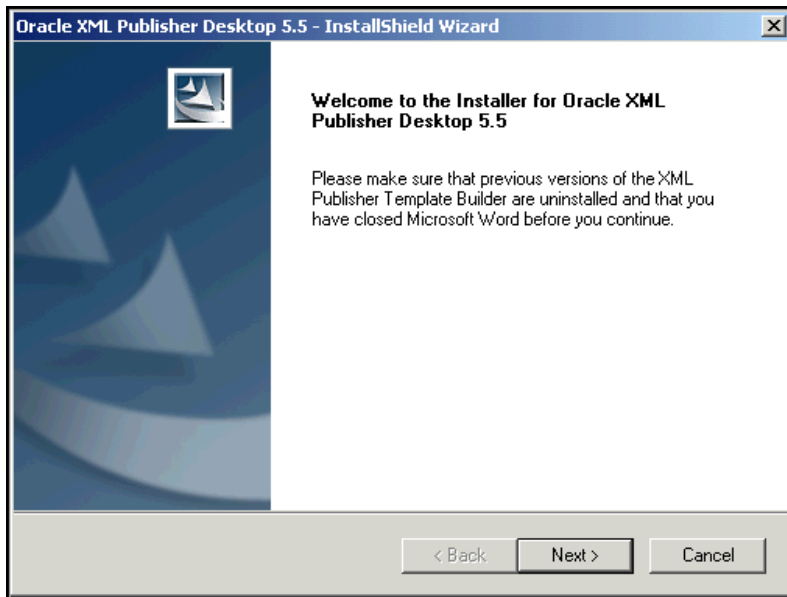 Oracle XML Publisher Desktop 5.5 - InstallShield Wizard
Welcome to the Installer for Oracle XML
Publisher Desktop 5.5
Please make sure that previous versions of the XML
Publisher Template Builder are uninstalled and that you
have closed Microsoft Word before you continue.
< Back
Next >
Cancel